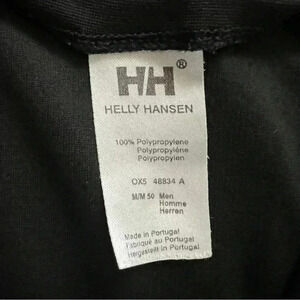 HH®
HELLY HANSEN
100% Polypropylene
Polypropylène
Polypropylen
OX5 48834 A
M/M 50 Men
Homme
Herren
Made in Portugal
Fabriqué au Portugal
Hergestellt in Portugal